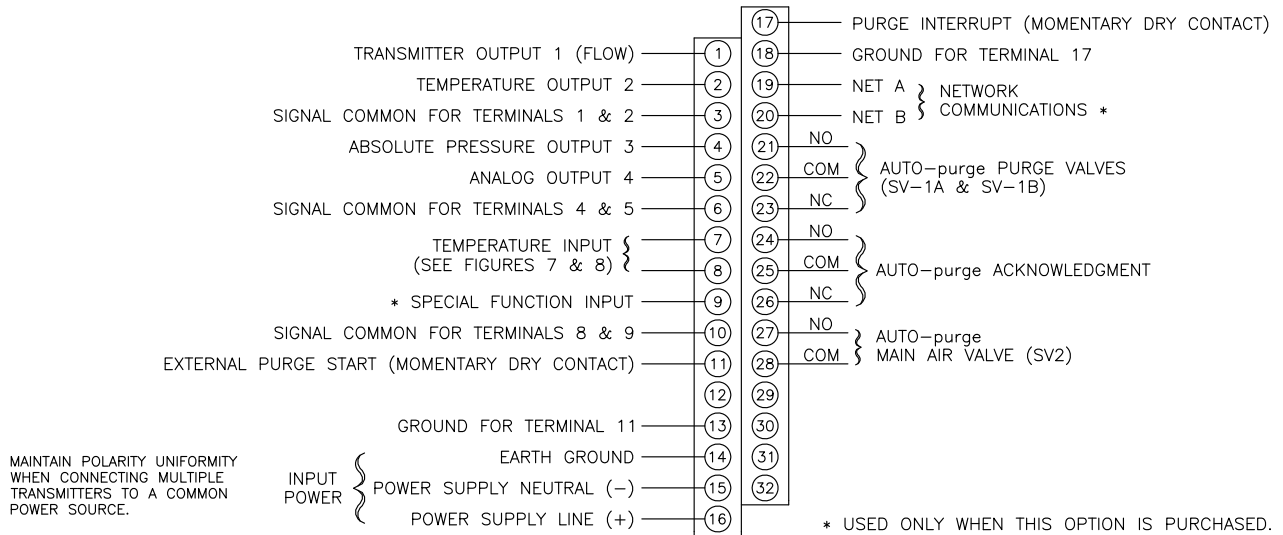 TRANSMITTER OUTPUT 1 (FLOW) 1
TEMPERATURE OUTPUT 2 2
SIGNAL COMMON FOR TERMINALS 1 & 2 3
ABSOLUTE PRESSURE OUTPUT 3 4
ANALOG OUTPUT 4 5
SIGNAL COMMON FOR TERMINALS 4 & 5 6
TEMPERATURE INPUT 7
(SEE FIGURES 7 & 8) 8
* SPECIAL FUNCTION INPUT 9
SIGNAL COMMON FOR TERMINALS 8 & 9 10
EXTERNAL PURGE START (MOMENTARY DRY CONTACT) 11
12
GROUND FOR TERMINAL 11 13
EARTH GROUND 14
POWER SUPPLY NEUTRAL (−) 15
POWER SUPPLY LINE (+) 16
INPUT
POWER
MAINTAIN POLARITY UNIFORMITY
WHEN CONNECTING MULTIPLE
TRANSMITTERS TO A COMMON
POWER SOURCE.
17 PURGE INTERRUPT (MOMENTARY DRY CONTACT)
18 GROUND FOR TERMINAL 17
19 NET A
20 NET B
NETWORK
COMMUNICATIONS *
21 NO
22 COM
23 NC
AUTO−purge PURGE VALVES
(SV−1A & SV−1B)
24 NO
25 COM
26 NC
AUTO−purge ACKNOWLEDGMENT
27 NO
28 COM
AUTO−purge
MAIN AIR VALVE (SV2)
29
30
31
32
* USED ONLY WHEN THIS OPTION IS PURCHASED.